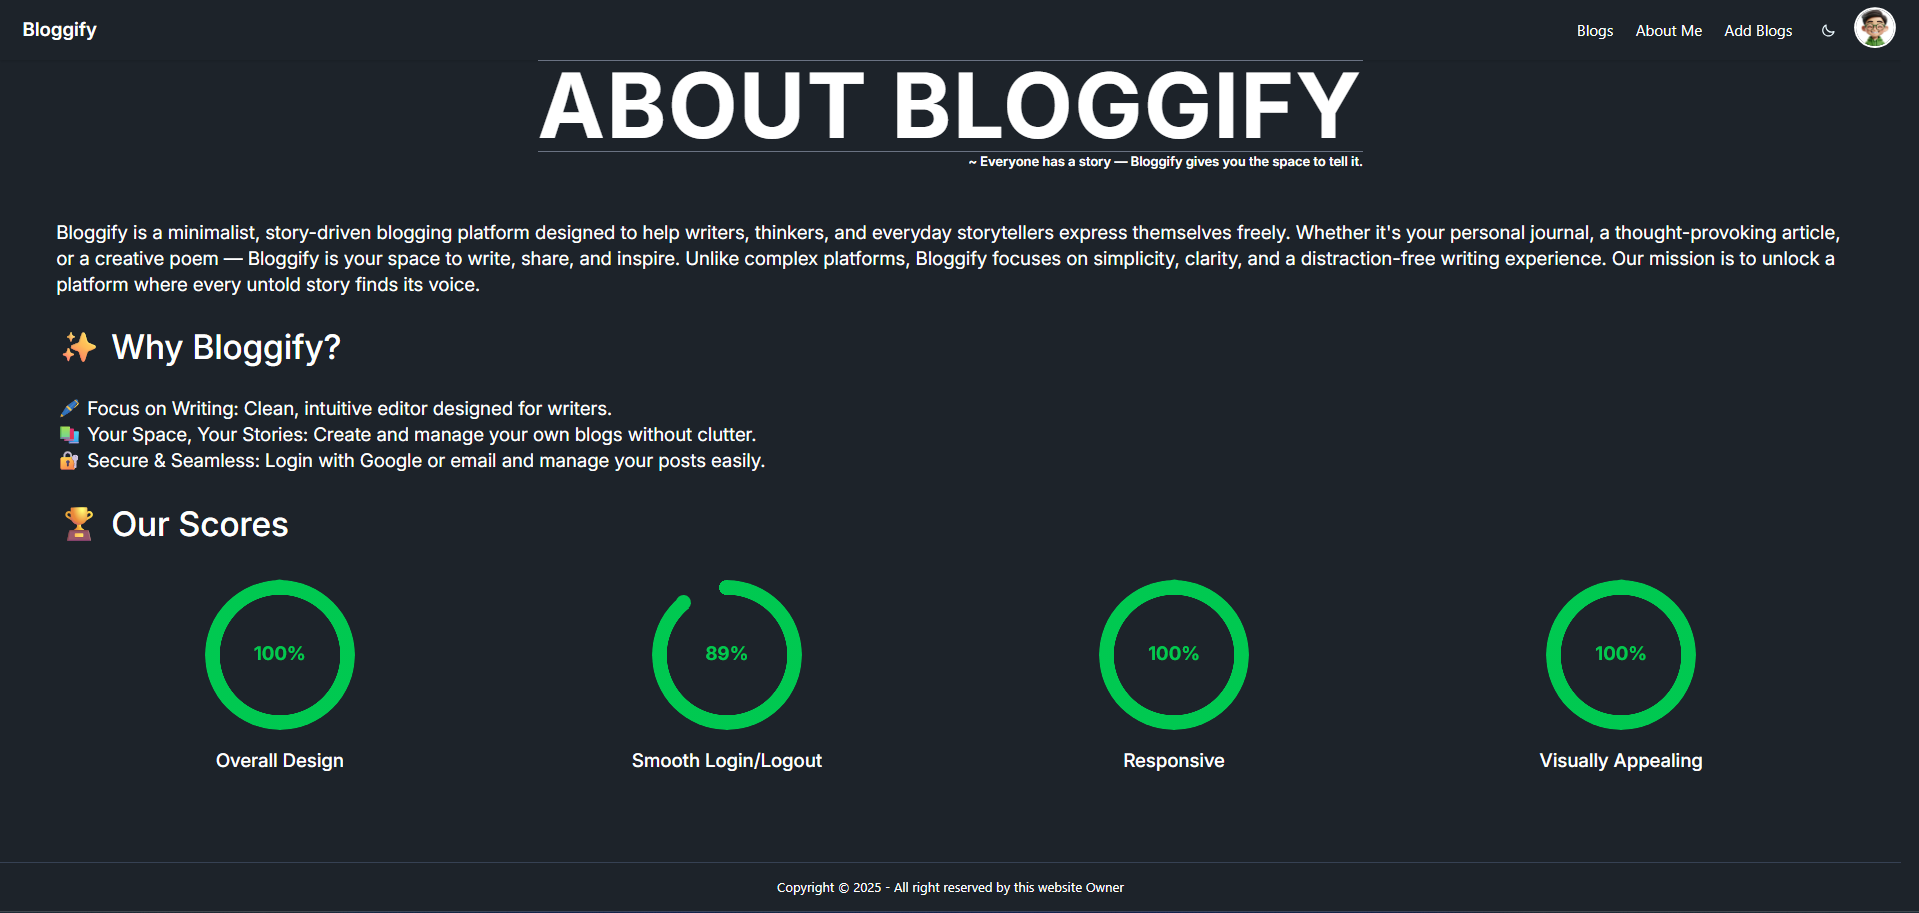 Bloggify
Blogs About Me Add Blogs
ABOUT BLOGGIFY
~ Everyone has a story — Bloggify gives you the space to tell it.
Bloggify is a minimalist, story-driven blogging platform designed to help writers, thinkers, and everyday storytellers express themselves freely. Whether it's your personal journal, a thought-provoking article,
or a creative poem — Bloggify is your space to write, share, and inspire. Unlike complex platforms, Bloggify focuses on simplicity, clarity, and a distraction-free writing experience. Our mission is to unlock a
platform where every untold story finds its voice.
✨ Why Bloggify?
🖋️ Focus on Writing: Clean, intuitive editor designed for writers.
📚 Your Space, Your Stories: Create and manage your own blogs without clutter.
🔐 Secure & Seamless: Login with Google or email and manage your posts easily.
🏆 Our Scores
100% 89% 100% 100%
Overall Design Smooth Login/Logout Responsive Visually Appealing
Copyright © 2025 - All right reserved by this website Owner